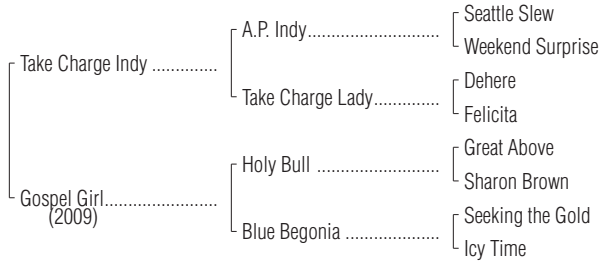 Seattle Slew
A.P. Indy..........................
Weekend Surprise
Take Charge Indy .............
Dehere
Take Charge Lady.............
Felicita
Great Above
Holy Bull ........................
Sharon Brown
Gospel Girl......................
(2009)
Seeking the Gold
Blue Begonia ..................
Icy Time